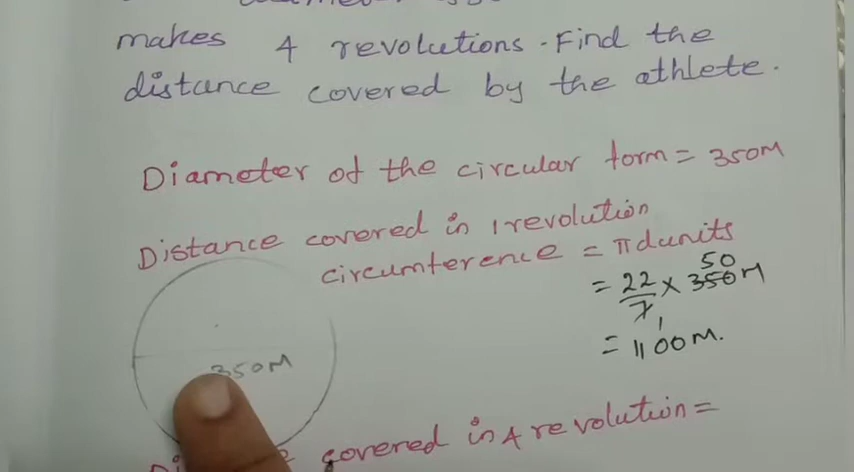 makes 4 revolutions. Find the
distance covered by the athlete.
Diameter of the circular form = 350M
Distance covered in 1 revolution
circumference = πd units
= 22/7 × 350M
50
1
= 1100M.
350M
covered in 4 revolution =